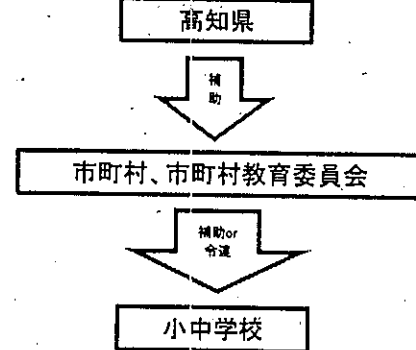 高知県
補
助
市町村、市町村教育委員会
補助or
令達
小中学校